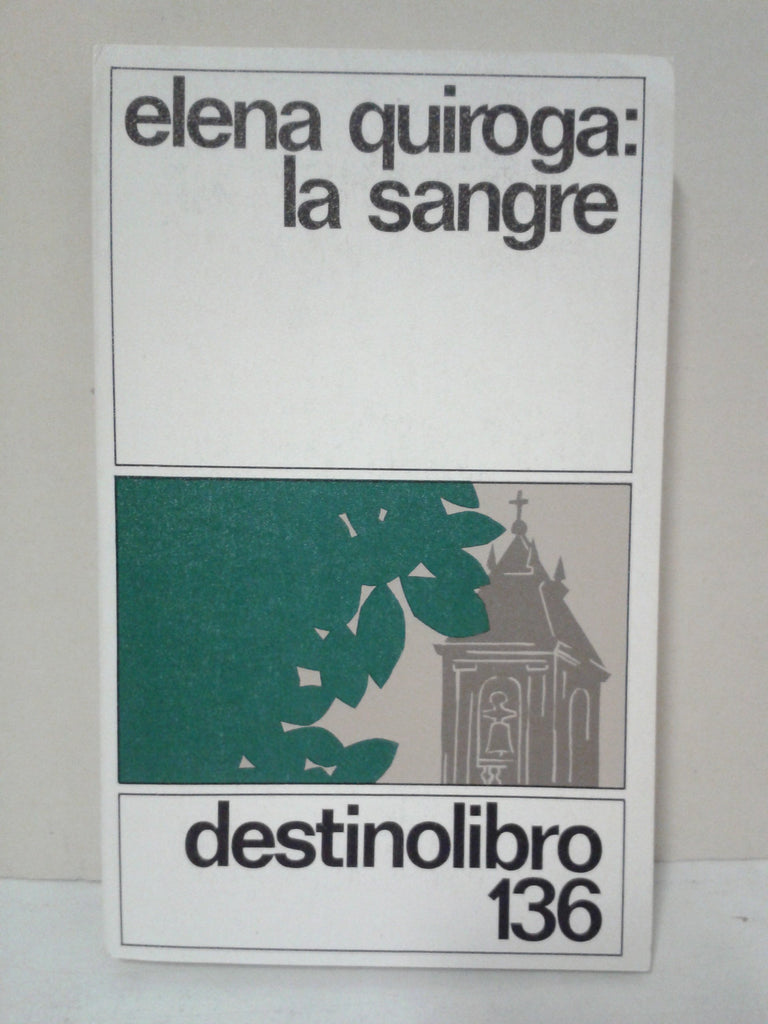 elena quiroga:
la sangre
destinolibro
136